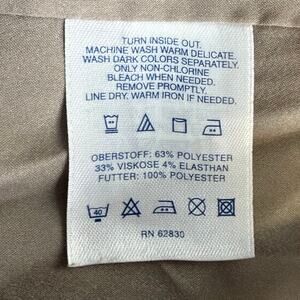 TURN INSIDE OUT.
MACHINE WASH WARM DELICATE.
WASH DARK COLORS SEPARATELY.
ONLY NON-CHLORINE
BLEACH WHEN NEEDED.
REMOVE PROMPTLY.
LINE DRY. WARM IRON IF NEEDED.
OBERSTOFF: 63% POLYESTER
33% VISKOSE 4% ELASTHAN
FUTTER: 100% POLYESTER
40
RN 62830